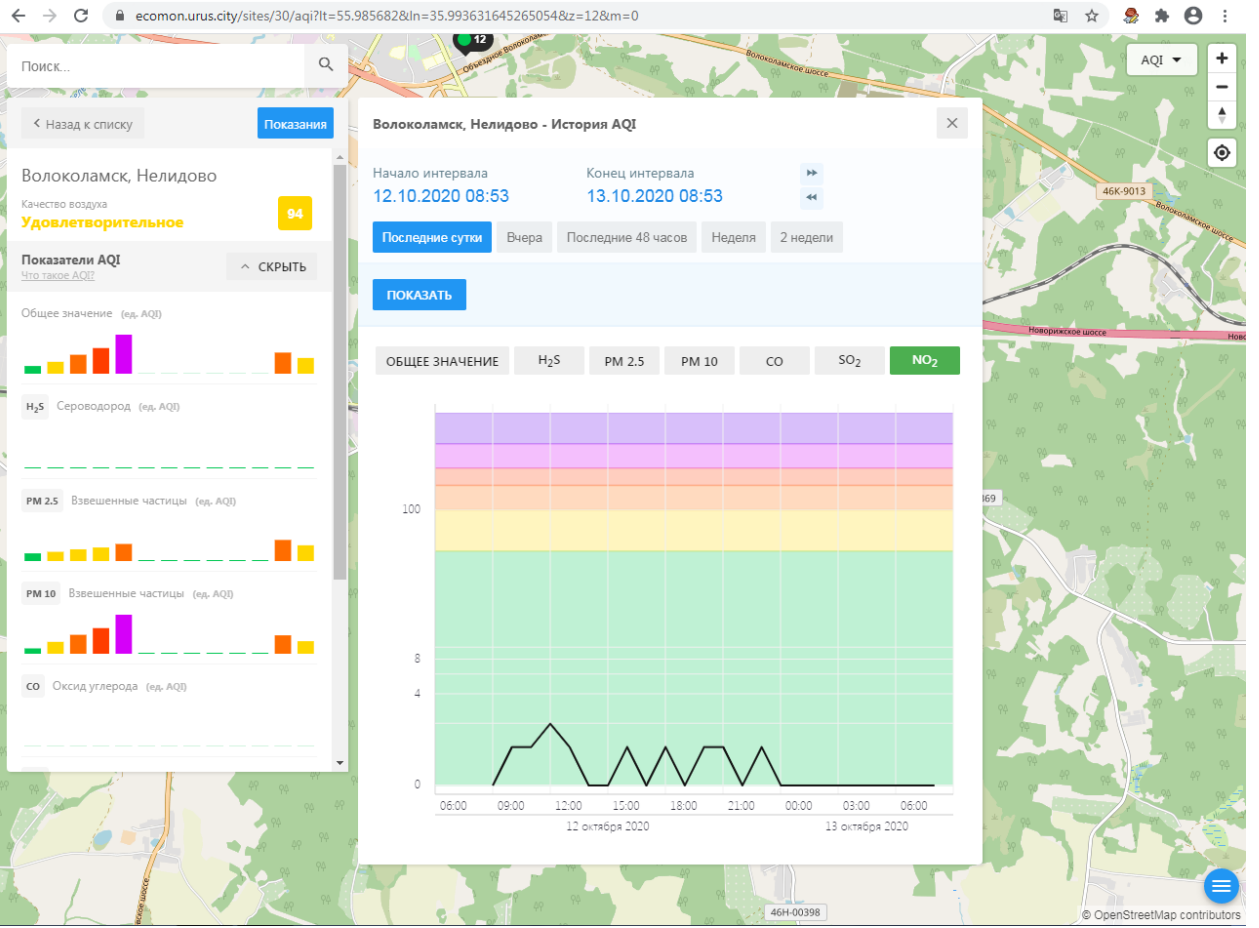 ecomon.urus.city/sites/30/aqi?lt=55.985682&ln=35.993631645265054&z=12&m=0
12
Объездное Волоко
Волоколамское шоссе
Поиск...
AQI
Назад к списку
Показания
Волоколамск, Нелидово - История AQI
Волоколамск, Нелидово
Качество воздуха
Удовлетворительное
94
Начало интервала
Конец интервала
12.10.2020 08:53
13.10.2020 08:53
46К-9013
Волоколамское шоссе
Последние сутки
Вчера
Последние 48 часов
Неделя
2 недели
Показатели AQI
Что такое AQI?
СКРЫТЬ
ПОКАЗАТЬ
Общее значение (ед. AQI)
Новорижское шоссе
Ново
ОБЩЕЕ ЗНАЧЕНИЕ
H2S
PM 2.5
PM 10
CO
SO2
NO2
H2S Сероводород (ед. AQI)
PM 2.5 Взвешенные частицы (ед. AQI)
PM 10 Взвешенные частицы (ед. AQI)
CO Оксид углерода (ед. AQI)
100
8
4
0
06:00 09:00 12:00 15:00 18:00 21:00 00:00 03:00 06:00
12 октября 2020
13 октября 2020
369
46Н-00398
© OpenStreetMap contributors